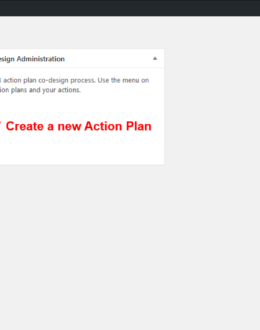 esign Administration
action plan co-design process. Use the menu on
ion plans and your actions.
Create a new Action Plan